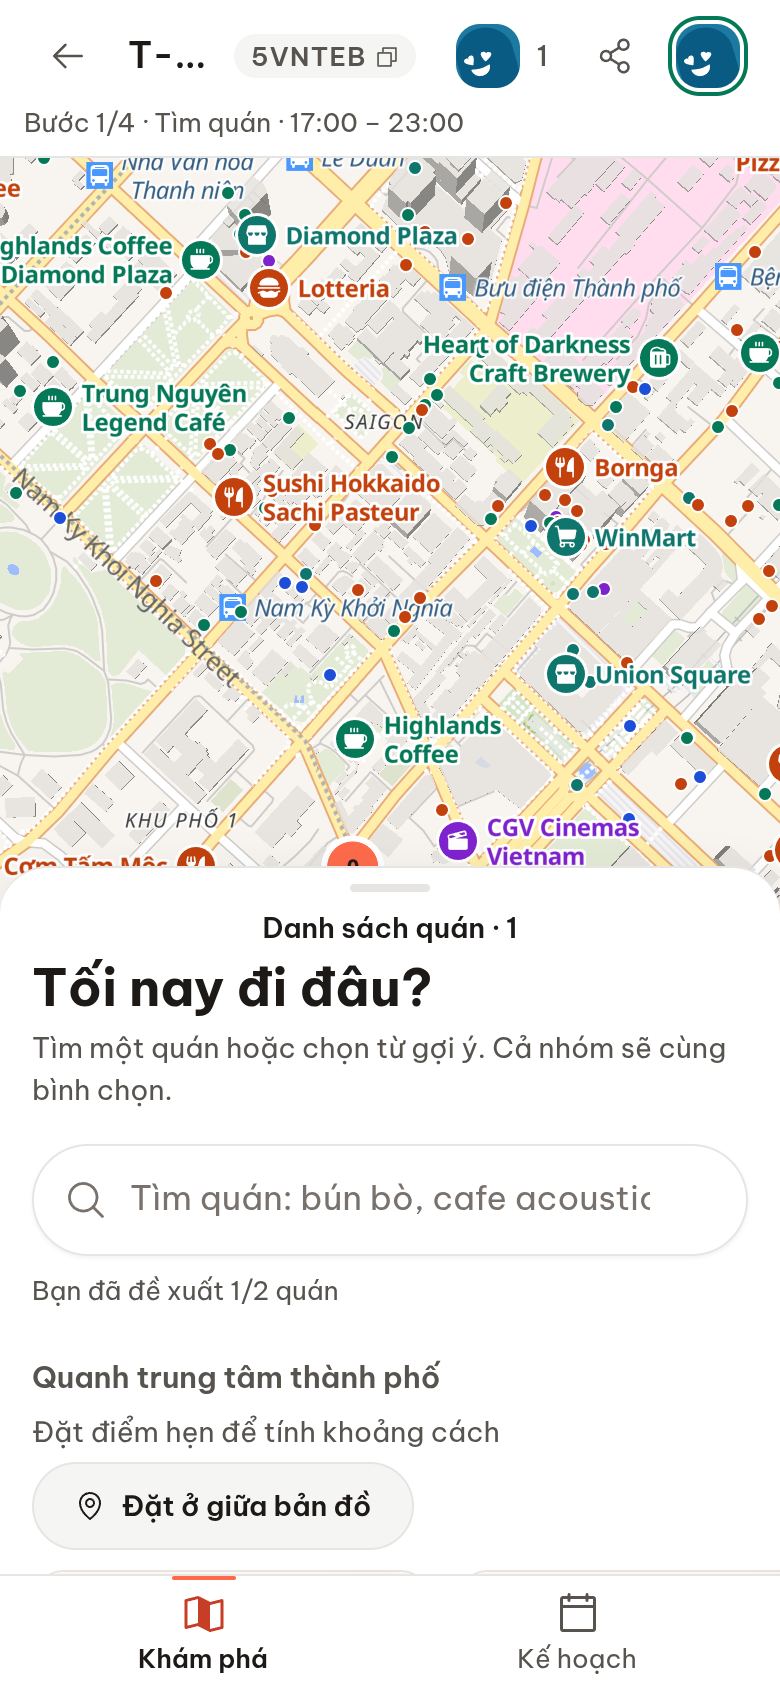 T-...
5VNTEB
1
Bước 1/4 · Tìm quán · 17:00 – 23:00
Nhà Văn hóa
Thanh niên
Lê Duẩn
Pizz
ee
ghlands Coffee
Diamond Plaza
Diamond Plaza
Lotteria
Bưu điện Thành phố
Bến
Heart of Darkness
Craft Brewery
Trung Nguyên
Legend Café
SAIGON
Sushi Hokkaido
Sachi Pasteur
Bornga
WinMart
Nam Kỳ Khởi Nghĩa Street
Nam Kỳ Khởi Nghĩa
Union Square
Highlands
Coffee
KHU PHỐ 1
CGV Cinemas
Vietnam
Cơm Tấm Mộc
Danh sách quán · 1
Tối nay đi đâu?
Tìm một quán hoặc chọn từ gợi ý. Cả nhóm sẽ cùng
bình chọn.
Tìm quán: bún bò, cafe acoustic
Bạn đã đề xuất 1/2 quán
Quanh trung tâm thành phố
Đặt điểm hẹn để tính khoảng cách
Đặt ở giữa bản đồ
Khám phá
Kế hoạch